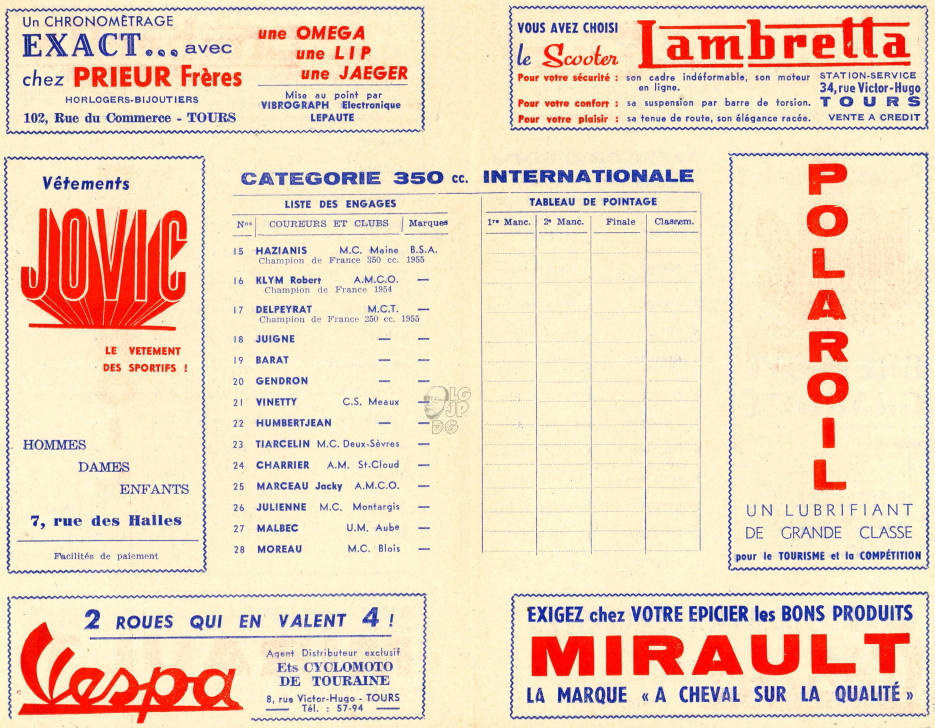 Un CHRONOMÈTRAGE
EXACT... avec
chez PRIEUR Frères
HORLOGERS-BIJOUTIERS
102, Rue du Commerce - TOURS
une OMEGA
une LIP
une JAEGER
Mise au point par
VIBROGRAPH Electronique
LEPAUTE
VOUS AVEZ CHOISI
le Scooter
Lambretta
Pour votre sécurité : son cadre indéformable, son moteur
en ligne.
Pour votre confort : sa suspension par barre de torsion.
Pour votre plaisir : sa tenue de route, son élégance racée.
STATION-SERVICE
34, rue Victor-Hugo
TOURS
VENTE A CREDIT
Vêtements
JOVIC
LE VETEMENT
DES SPORTIFS !
HOMMES
DAMES
ENFANTS
7, rue des Halles
Facilités de paiement
CATEGORIE 350 cc. INTERNATIONALE
LISTE DES ENGAGES
Nos COUREURS ET CLUBS Marques
15 HAZIANIS M.C. Maine B.S.A.
Champion de France 350 cc. 1955
16 KLYM Robert A.M.C.O. —
Champion de France 1954
17 DELPEYRAT M.C.T. —
Champion de France 250 cc. 1955
18 JUIGNE — —
19 BARAT — —
20 GENDRON — —
21 VINETTY C.S. Meaux —
22 HUMBERTJEAN — —
23 TIARCELIN M.C. Deux-Sèvres —
24 CHARRIER A.M. St-Cloud —
25 MARCEAU Jacky A.M.C.O. —
26 JULIENNE M.C. Montargis —
27 MALBEC U.M. Aube —
28 MOREAU M.C. Blois —
LG
JP
BG
TABLEAU DE POINTAGE
1re Manc. 2e Manc. Finale Classem.
POLAROIL
UN LUBRIFIANT
DE GRANDE CLASSE
pour le TOURISME et la COMPÉTITION
2 ROUES QUI EN VALENT 4 !
Vespa
Agent Distributeur exclusif
Ets CYCLOMOTO
DE TOURAINE
8, rue Victor-Hugo - TOURS
Tél. : 57-94
EXIGEZ chez VOTRE EPICIER les BONS PRODUITS
MIRAULT
LA MARQUE « A CHEVAL SUR LA QUALITÉ »